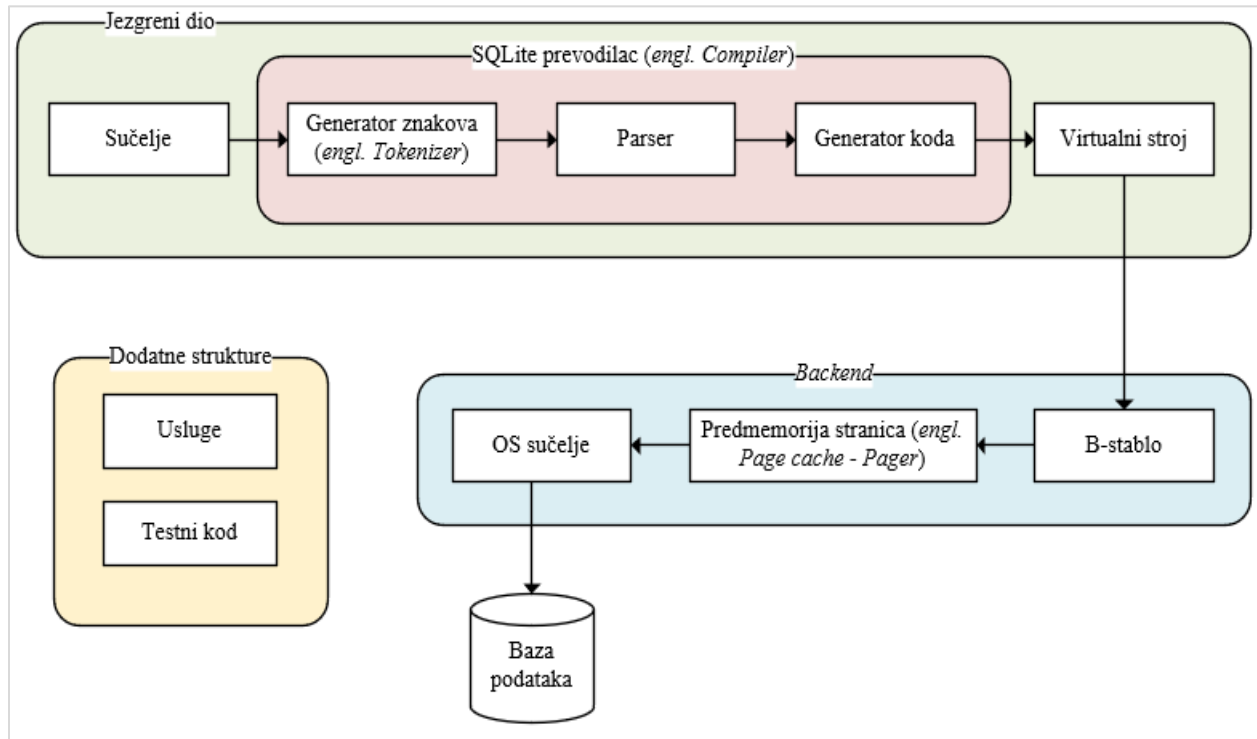 Jezgreni dio
SQLite prevodilac (engl. Compiler)
Sučelje
Generator znakova
(engl. Tokenizer)
Parser
Generator koda
Virtualni stroj
Dodatne strukture
Usluge
Testni kod
Backend
OS sučelje
Predmemorija stranica (engl.
Page cache - Pager)
B-stablo
Baza
podataka